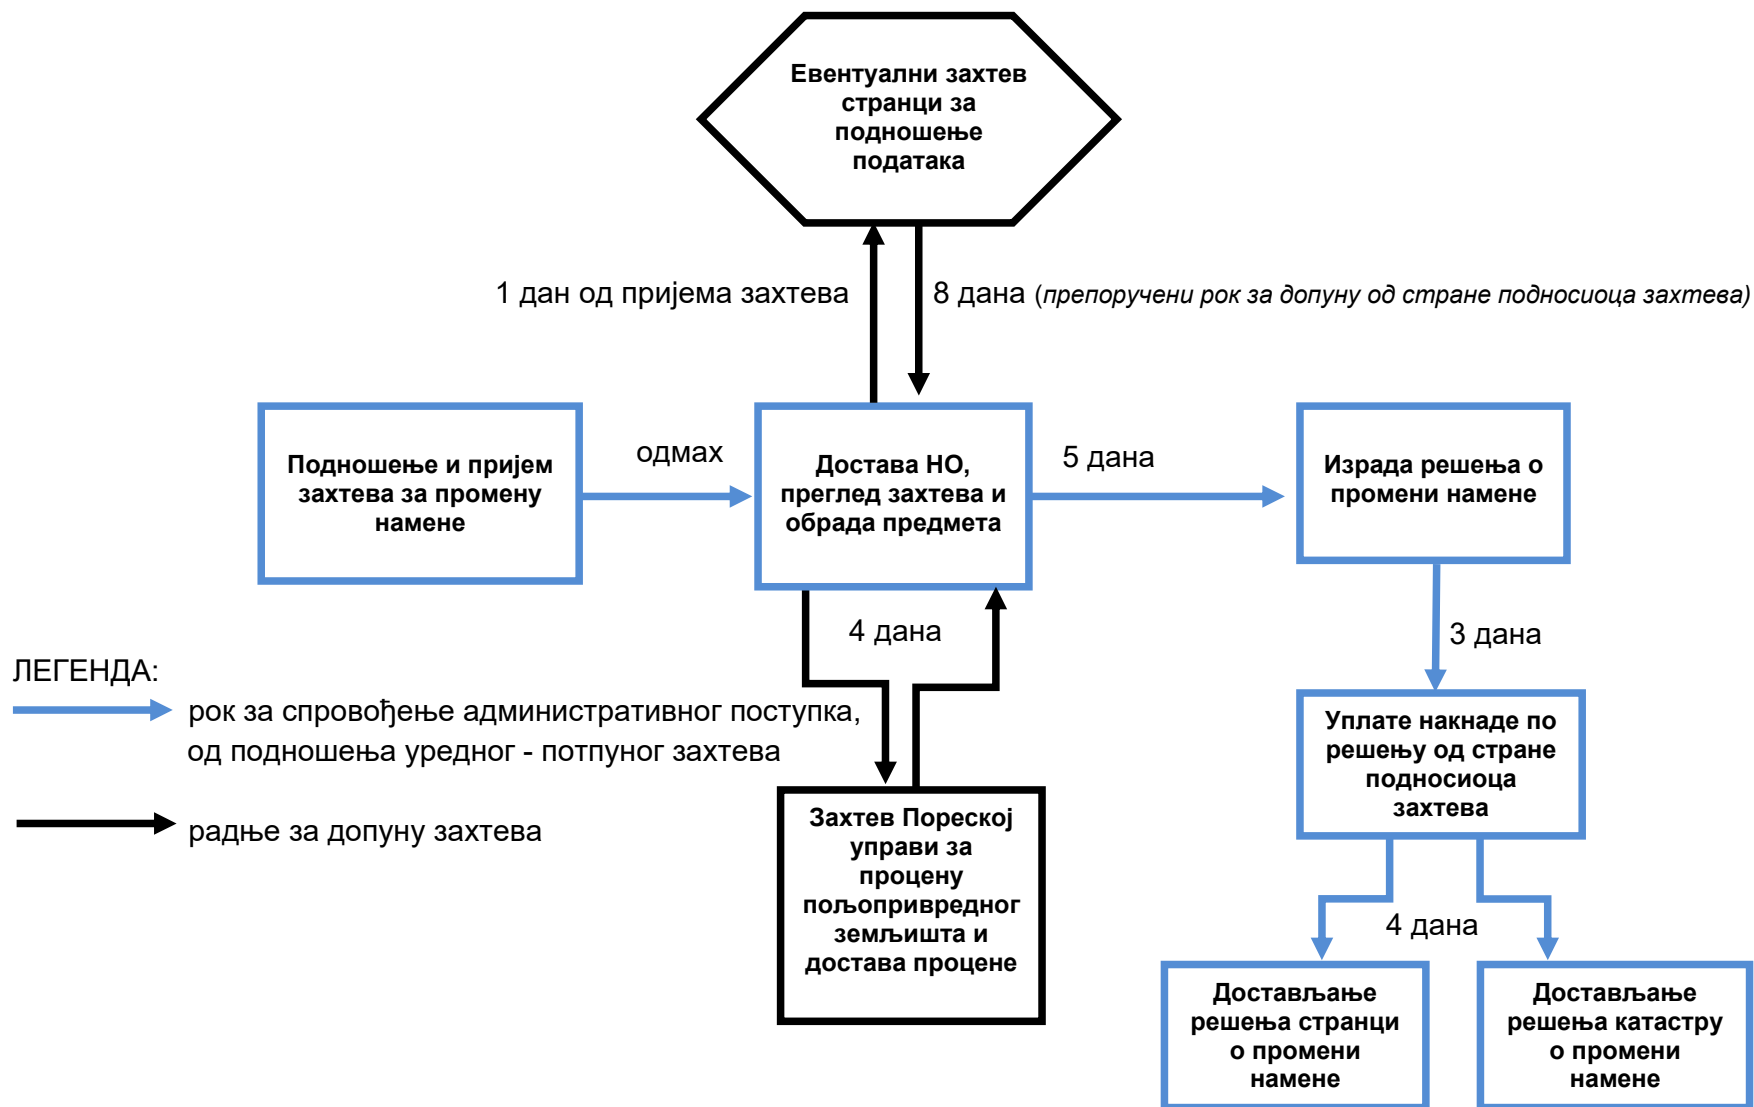 Евентуални захтев
странци за
подношење
података
1 дан од пријема захтева
8 дана (препоручени рок за допуну од стране подносиоца захтева)
Подношење и пријем
захтева за промену
намене
одмах
Достава НО,
преглед захтева и
обрада предмета
5 дана
Израда решења о
промени намене
4 дана
3 дана
ЛЕГЕНДА:
рок за спровођење административног поступка,
од подношења уредног - потпуног захтева
радње за допуну захтева
Захтев Пореској
управи за
процену
пољопривредног
земљишта и
достава процене
Уплате накнаде по
решењу од стране
подносиоца
захтева
4 дана
Достављање
решења странци
о промени
намене
Достављање
решења катастру
о промени
намене